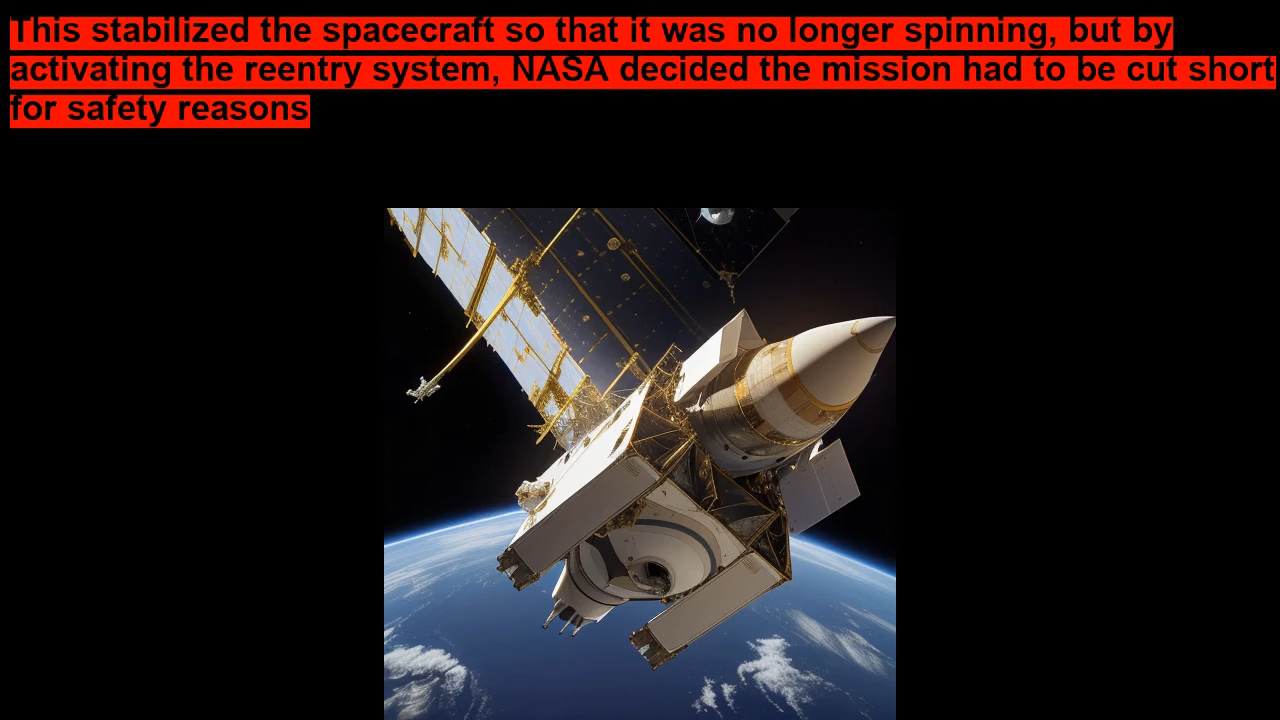 This stabilized the spacecraft so that it was no longer spinning, but by
activating the reentry system, NASA decided the mission had to be cut short
for safety reasons